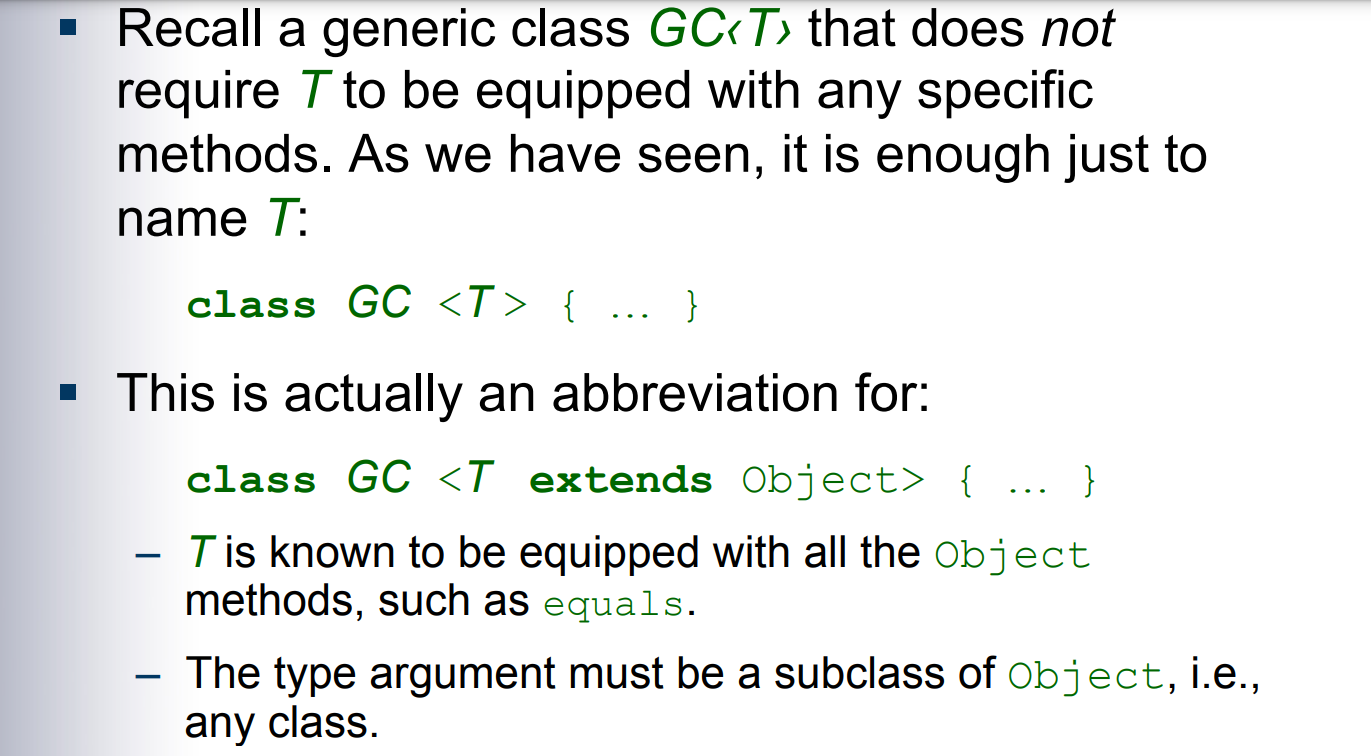 ▪ Recall a generic class GC‹T› that does not
require T to be equipped with any specific
methods. As we have seen, it is enough just to
name T:
class GC <T> { … }
▪ This is actually an abbreviation for:
class GC <T extends Object> { … }
– T is known to be equipped with all the Object
methods, such as equals.
– The type argument must be a subclass of Object, i.e.,
any class.